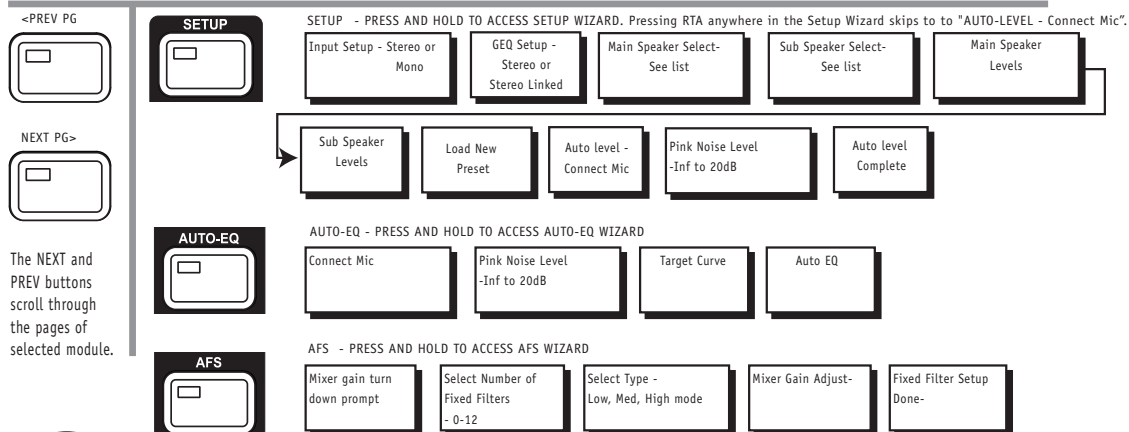 <PREV PG
NEXT PG>
The NEXT and
PREV buttons
scroll through
the pages of
selected module.
SETUP
SETUP - PRESS AND HOLD TO ACCESS SETUP WIZARD. Pressing RTA anywhere in the Setup Wizard skips to to "AUTO-LEVEL - Connect Mic”.
Input Setup - Stereo or
Mono
GEQ Setup -
Stereo or
Stereo Linked
Main Speaker Select-
See list
Sub Speaker Select-
See list
Main Speaker
Levels
Sub Speaker
Levels
Load New
Preset
Auto level -
Connect Mic
Pink Noise Level
-Inf to 20dB
Auto level
Complete
AUTO-EQ
AUTO-EQ - PRESS AND HOLD TO ACCESS AUTO-EQ WIZARD
Connect Mic
Pink Noise Level
-Inf to 20dB
Target Curve
Auto EQ
AFS
AFS - PRESS AND HOLD TO ACCESS AFS WIZARD
Mixer gain turn
down prompt
Select Number of
Fixed Filters
- 0-12
Select Type -
Low, Med, High mode
Mixer Gain Adjust-
Fixed Filter Setup
Done-